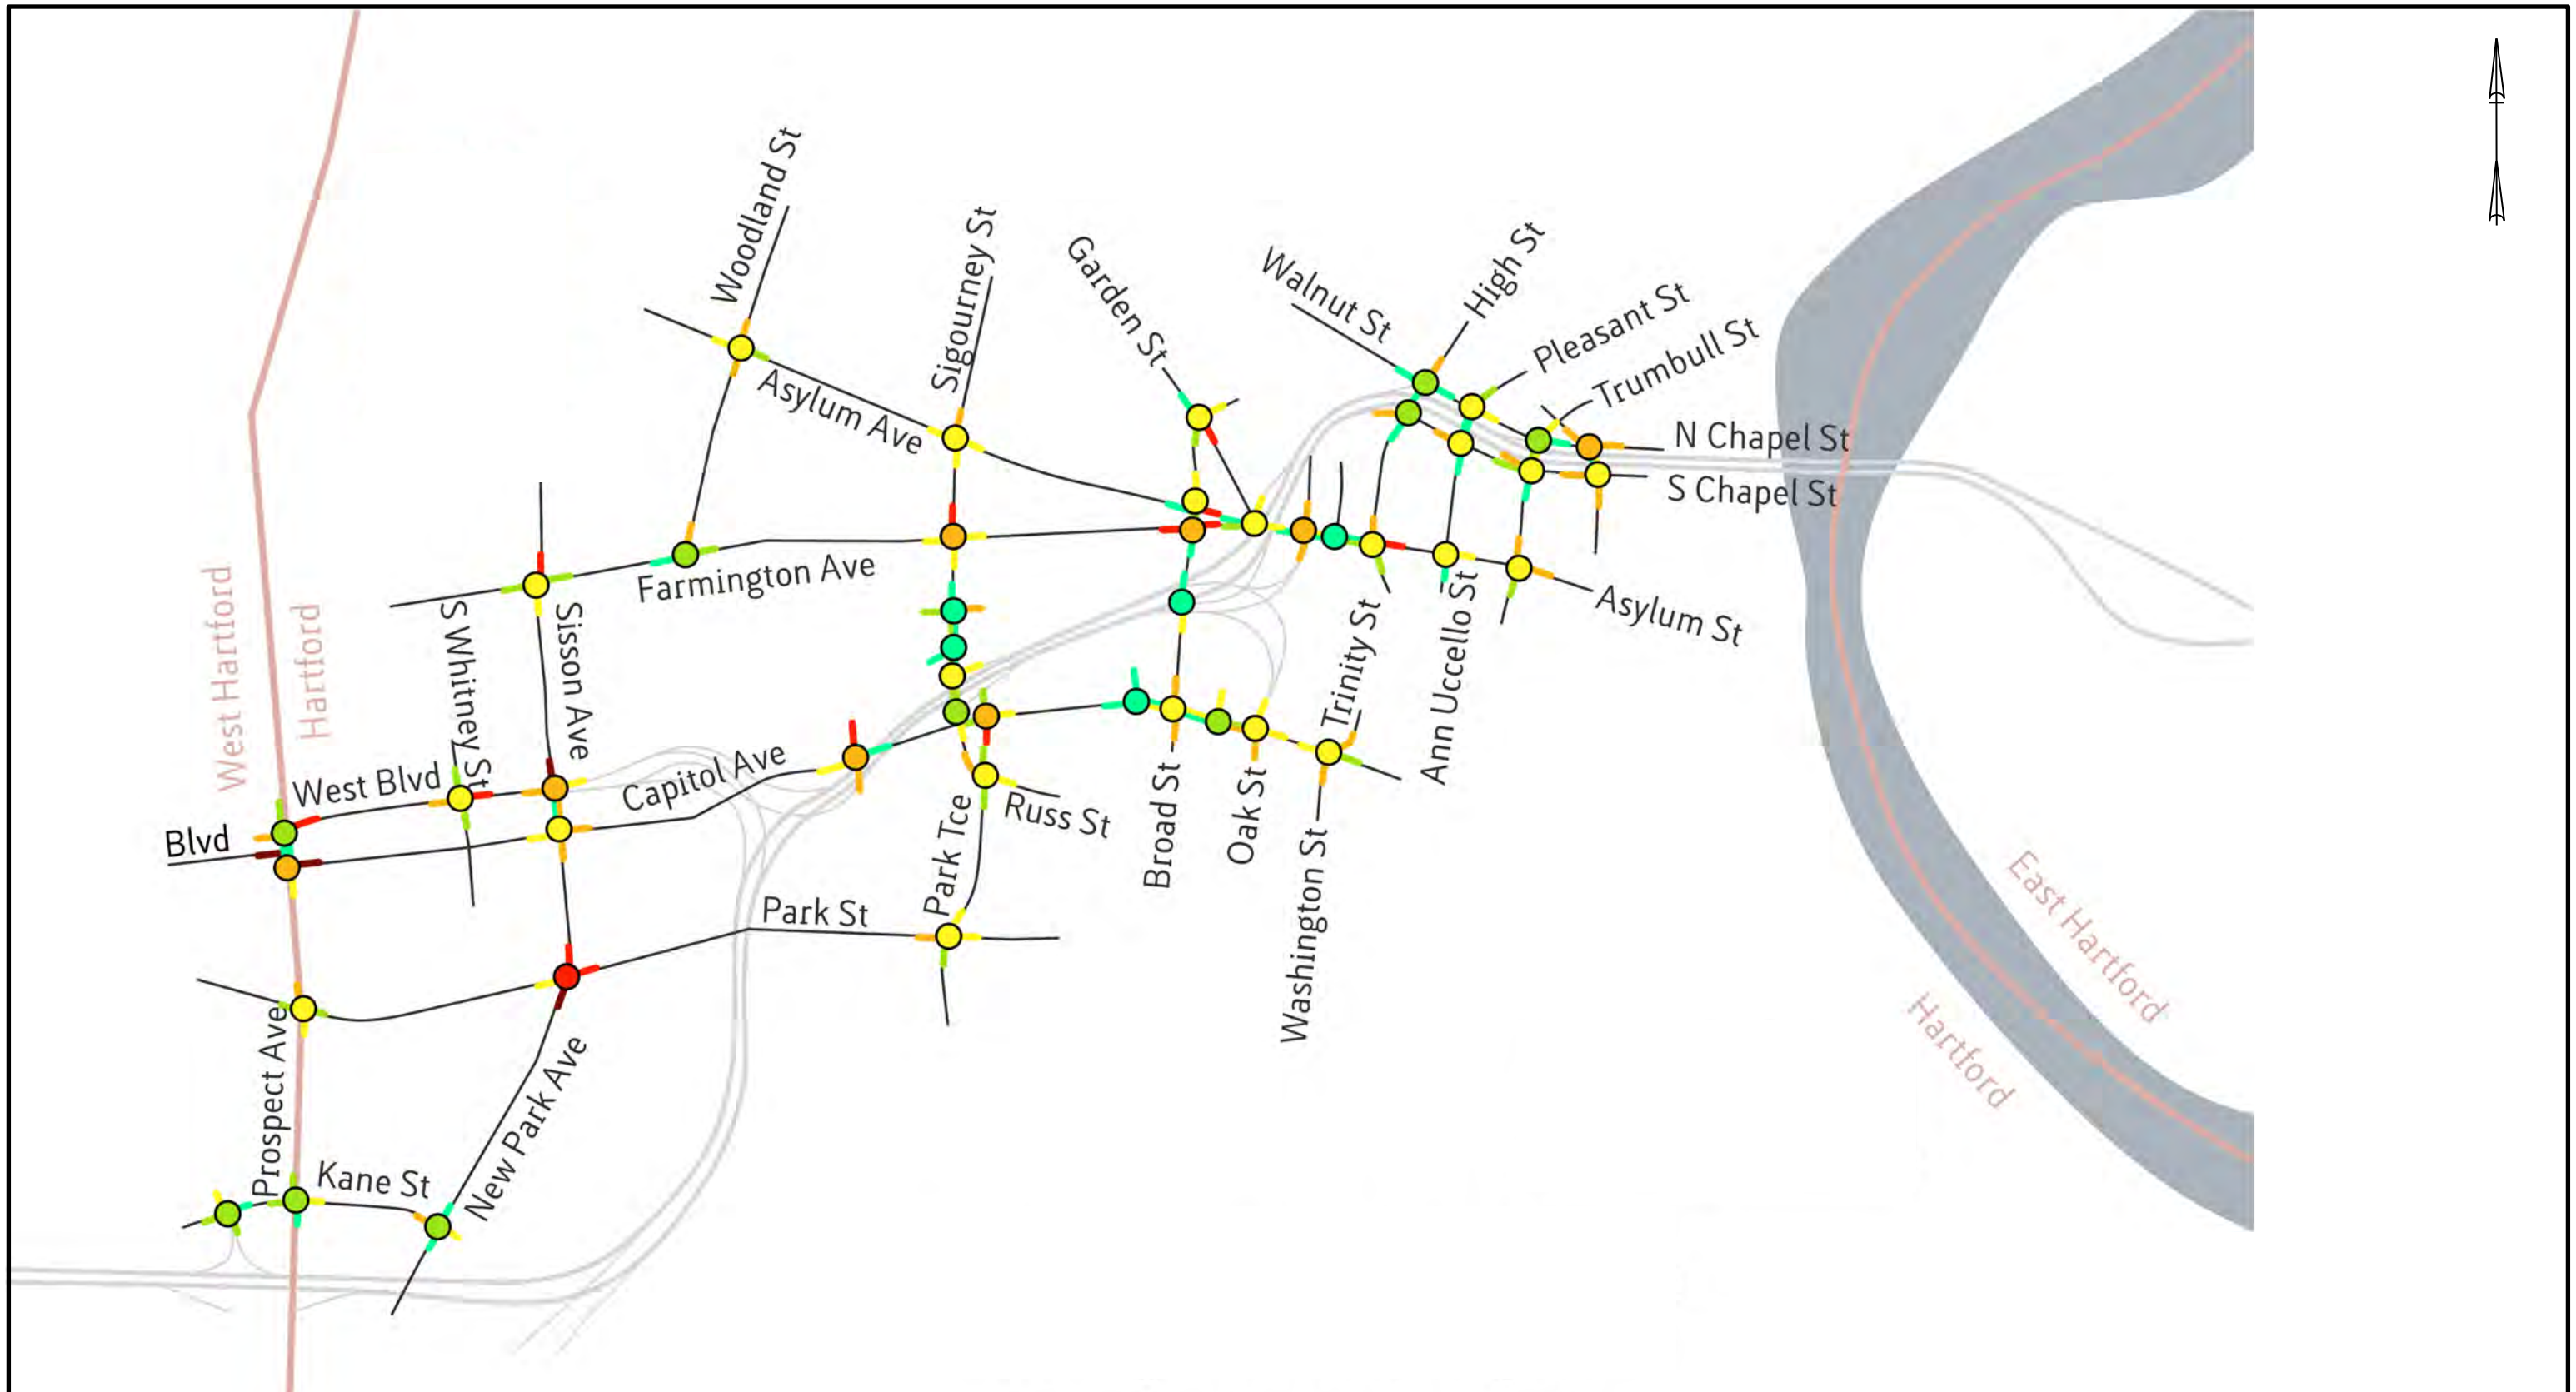 Woodland St
Sigourney St
Garden St
Walnut St
High St
Pleasant St
Trumbull St
Asylum Ave
N Chapel St
S Chapel St
Farmington Ave
Asylum St
West Hartford
Hartford
S Whitney St
Sisson Ave
Trinity St
Ann Uccello St
West Blvd
Capitol Ave
Blvd
Russ St
Park Tce
Broad St
Oak St
Washington St
Park St
East Hartford
Hartford
Prospect Ave
New Park Ave
Kane St